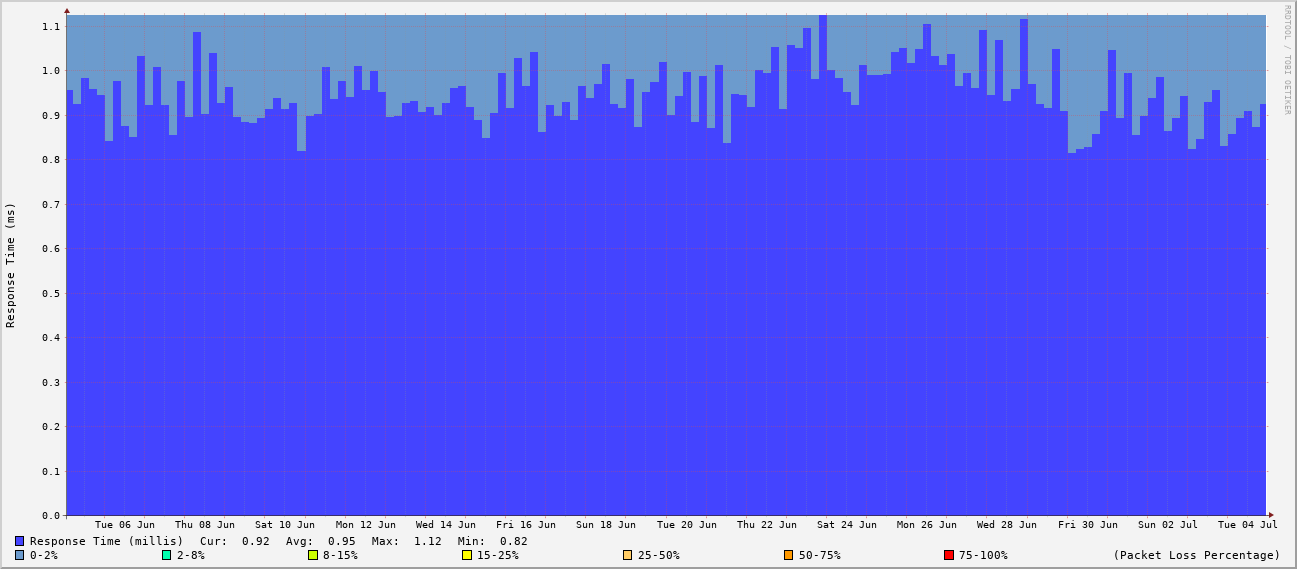 RRDTOOL / TOBI OETIKER
Response Time (ms)
1.1
1.0
0.9
0.8
0.7
0.6
0.5
0.4
0.3
0.2
0.1
0.0
Tue 06 Jun Thu 08 Jun Sat 10 Jun Mon 12 Jun Wed 14 Jun Fri 16 Jun Sun 18 Jun Tue 20 Jun Thu 22 Jun Sat 24 Jun Mon 26 Jun Wed 28 Jun Fri 30 Jun Sun 02 Jul Tue 04 Jul
Response Time (millis) Cur: 0.92 Avg: 0.95 Max: 1.12 Min: 0.82
0-2% 2-8% 8-15% 15-25% 25-50% 50-75% 75-100% (Packet Loss Percentage)